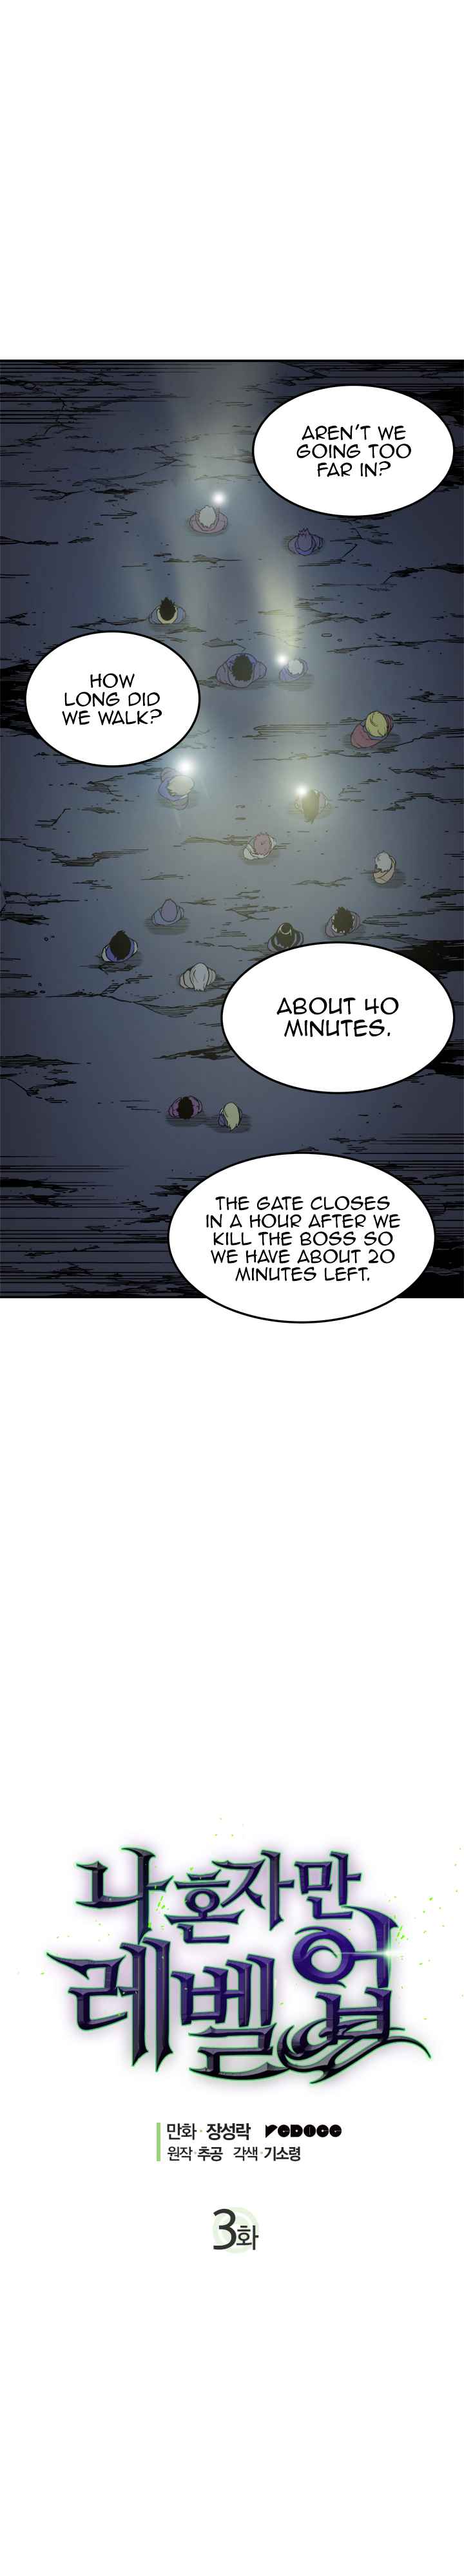 AREN'T WE
GOING TOO
FAR IN?
HOW
LONG DID
WE WALK?
ABOUT 40
MINUTES.
THE GATE CLOSES
IN A HOUR AFTER WE
KILL THE BOSS SO
WE HAVE ABOUT 20
MINUTES LEFT.
나 혼자만
레벨업
만화·장성락 REDICE
원작·추공 각색·기소령
3화